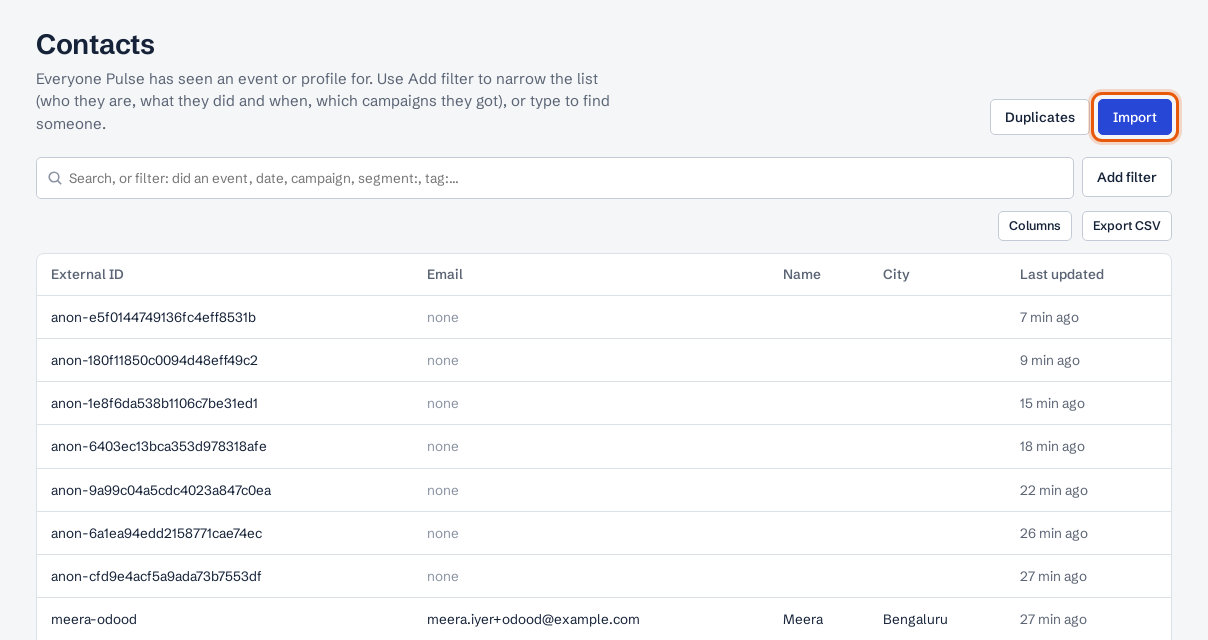 Contacts
Everyone Pulse has seen an event or profile for. Use Add filter to narrow the list
(who they are, what they did and when, which campaigns they got), or type to find
someone.
Duplicates Import
Search, or filter: did an event, date, campaign, segment:, tag:...
Add filter
Columns Export CSV
External ID Email Name City Last updated
anon-e5f0144749136fc4eff8531b none 7 min ago
anon-180f11850c0094d48eff49c2 none 9 min ago
anon-1e8f6da538b1106c7be31ed1 none 15 min ago
anon-6403ec13bca353d978318afe none 18 min ago
anon-9a99c04a5cdc4023a847c0ea none 22 min ago
anon-6a1ea94edd2158771cae74ec none 26 min ago
anon-cfd9e4acf5a9ada73b7553df none 27 min ago
meera-odood meera.iyer+odood@example.com Meera Bengaluru 27 min ago